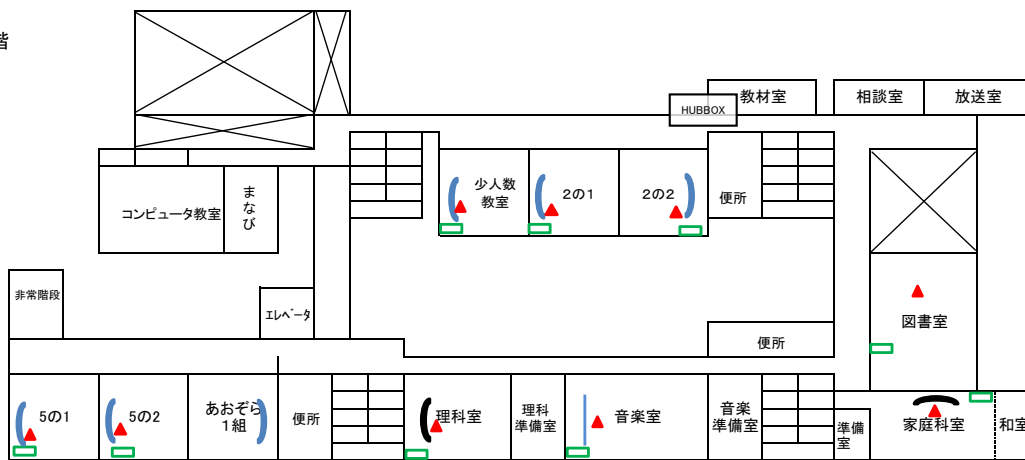 階
教材室
相談室
放送室
HUBBOX
少人数
教室
2の1
2の2
便所
コンピュータ教室
まなび
非常階段
エレベータ
図書室
便所
5の1
5の2
あおぞら
1組
便所
理科室
理科
準備室
音楽室
音楽
準備室
準備
室
家庭科室
和室